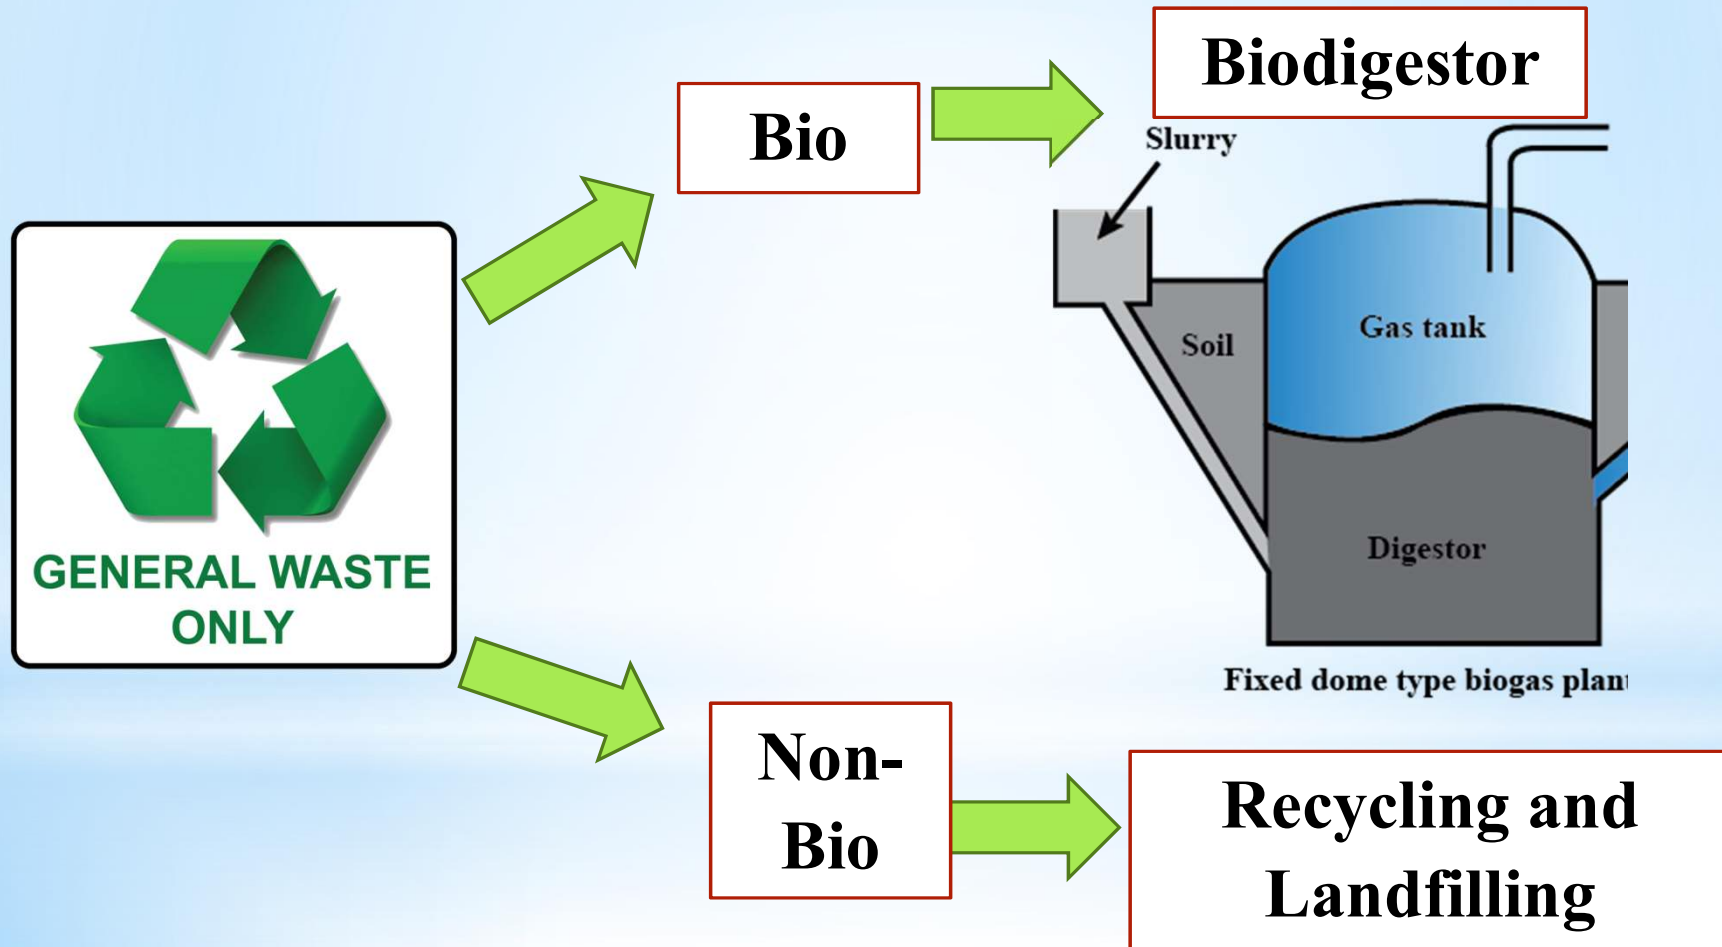 Biodigestor
Bio
Slurry
Gas tank
Soil
GENERAL WASTE
ONLY
Digestor
Fixed dome type biogas plan
Non-
Bio
Recycling and
Landfilling